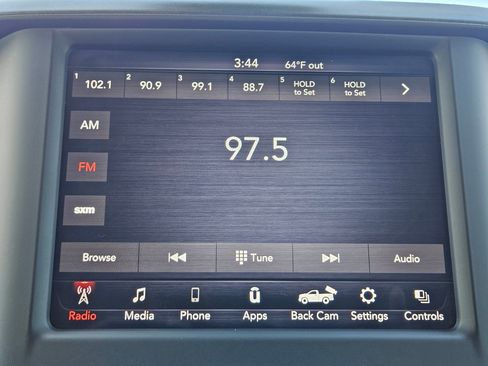 3:44 64°F out
1 102.1 2 90.9 3 99.1 4 88.7 5 HOLD to Set 6 HOLD to Set
AM
97.5
FM
sxm
Browse Tune Audio
Radio Media Phone Apps Back Cam Settings Controls